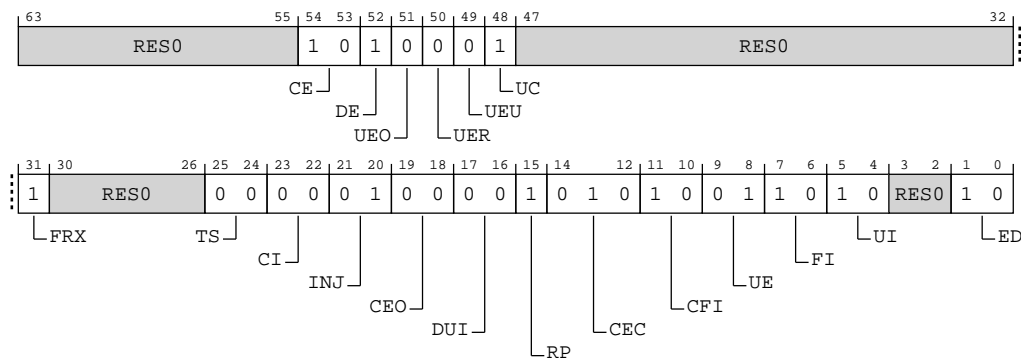 63 55 54 53 52 51 50 49 48 47 32
RES0 1 0 1 0 0 0 1 RES0
CE UC
DE UEU
UEO UER
31 30 26 25 24 23 22 21 20 19 18 17 16 15 14 12 11 10 9 8 7 6 5 4 3 2 1 0
1 RES0 0 0 0 0 0 1 0 0 0 0 1 0 1 0 1 0 0 1 1 0 1 0 RES0 1 0
FRX TS UI ED
CI FI
INJ UE
CEO CFI
DUI CEC
RP